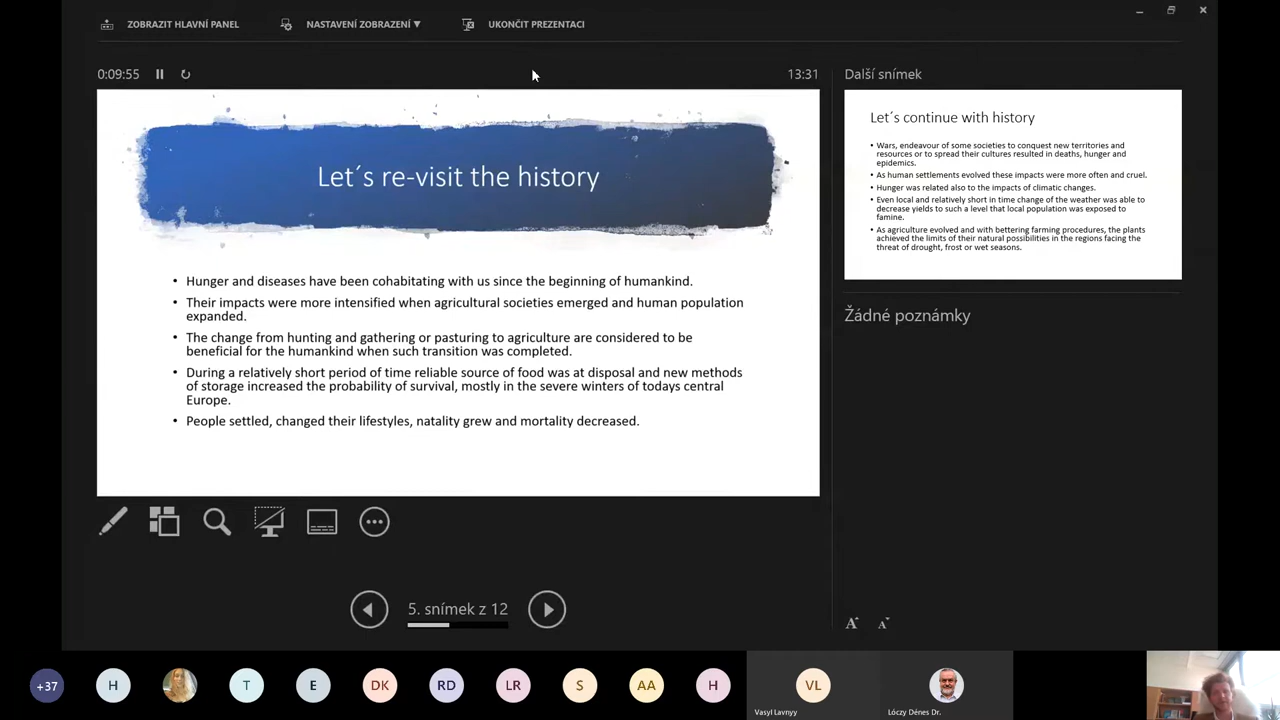 ZOBRAZIT HLAVNÍ PANEL
NASTAVENÍ ZOBRAZENÍ ▼
UKONČIT PREZENTACI
0:09:55
13:31
Další snímek
Let´s re-visit the history
• Hunger and diseases have been cohabitating with us since the beginning of humankind.
• Their impacts were more intensified when agricultural societies emerged and human population
expanded.
• The change from hunting and gathering or pasturing to agriculture are considered to be
beneficial for the humankind when such transition was completed.
• During a relatively short period of time reliable source of food was at disposal and new methods
of storage increased the probability of survival, mostly in the severe winters of todays central
Europe.
• People settled, changed their lifestyles, natality grew and mortality decreased.
Let´s continue with history
• Wars, endeavour of some societies to conquest new territories and
resources or to spread their cultures resulted in deaths, hunger and
epidemics.
• As human settlements evolved these impacts were more often and cruel.
• Hunger was related also to the impacts of climatic changes.
• Even local and relatively short in time change of the weather was able to
decrease yields to such a level that local population was exposed to
famine.
• As agriculture evolved and with bettering farming procedures, the plants
achieved the limits of their natural possibilities in the regions facing the
threat of drought, frost or wet seasons.
Žádné poznámky
5. snímek z 12
A A
+37
H
T
E
DK
RD
LR
S
AA
H
VL
Vasyl Lavnyy
Lóczy Dénes Dr.